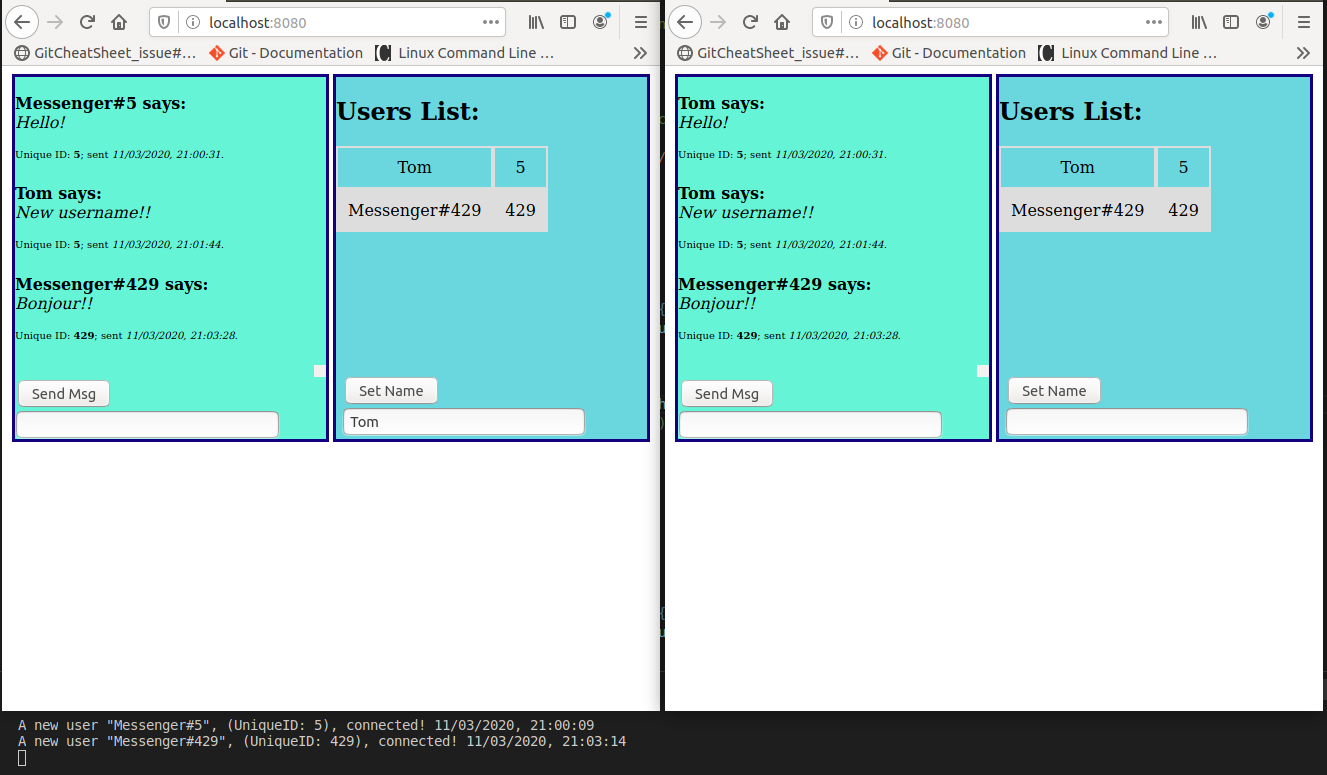 localhost:8080
GitCheatSheet_issue#… Git - Documentation Linux Command Line …
Messenger#5 says:
Hello!
Unique ID: 5; sent 11/03/2020, 21:00:31.
Tom says:
New username!!
Unique ID: 5; sent 11/03/2020, 21:01:44.
Messenger#429 says:
Bonjour!!
Unique ID: 429; sent 11/03/2020, 21:03:28.
Send Msg
Users List:
Tom 5
Messenger#429 429
Set Name
Tom
localhost:8080
GitCheatSheet_issue#… Git - Documentation Linux Command Line …
Tom says:
Hello!
Unique ID: 5; sent 11/03/2020, 21:00:31.
Tom says:
New username!!
Unique ID: 5; sent 11/03/2020, 21:01:44.
Messenger#429 says:
Bonjour!!
Unique ID: 429; sent 11/03/2020, 21:03:28.
Send Msg
Users List:
Tom 5
Messenger#429 429
Set Name
A new user "Messenger#5", (UniqueID: 5), connected! 11/03/2020, 21:00:09
A new user "Messenger#429", (UniqueID: 429), connected! 11/03/2020, 21:03:14